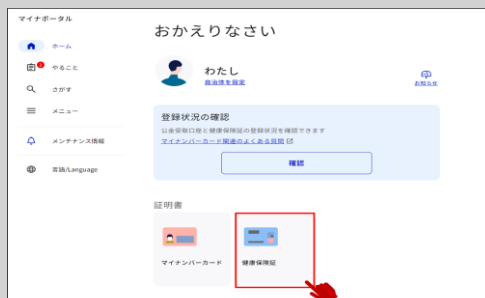 マイナポータル
ホーム
やること
さがす
メニュー
メンテナンス情報
言語/Language
おかえりなさい
わたし
自治体を設定
お知らせ
登録状況の確認
公金受取口座と健康保険証の登録状況を確認できます
マイナンバーカード関連のよくある質問
確認
証明書
マイナンバーカード
健康保険証